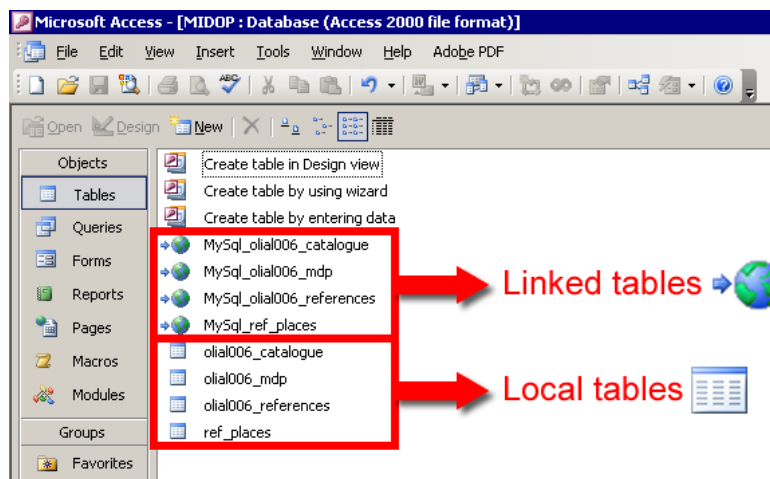 Microsoft Access - [MIDOP : Database (Access 2000 file format)]
File Edit View Insert Tools Window Help Adobe PDF
ABC
Open Design New
Objects
Tables
Queries
Forms
Reports
Pages
Macros
Modules
Groups
Favorites
Create table in Design view
Create table by using wizard
Create table by entering data
MySql_olial006_catalogue
MySql_olial006_mdp
MySql_olial006_references
MySql_ref_places
olial006_catalogue
olial006_mdp
olial006_references
ref_places
Linked tables
Local tables